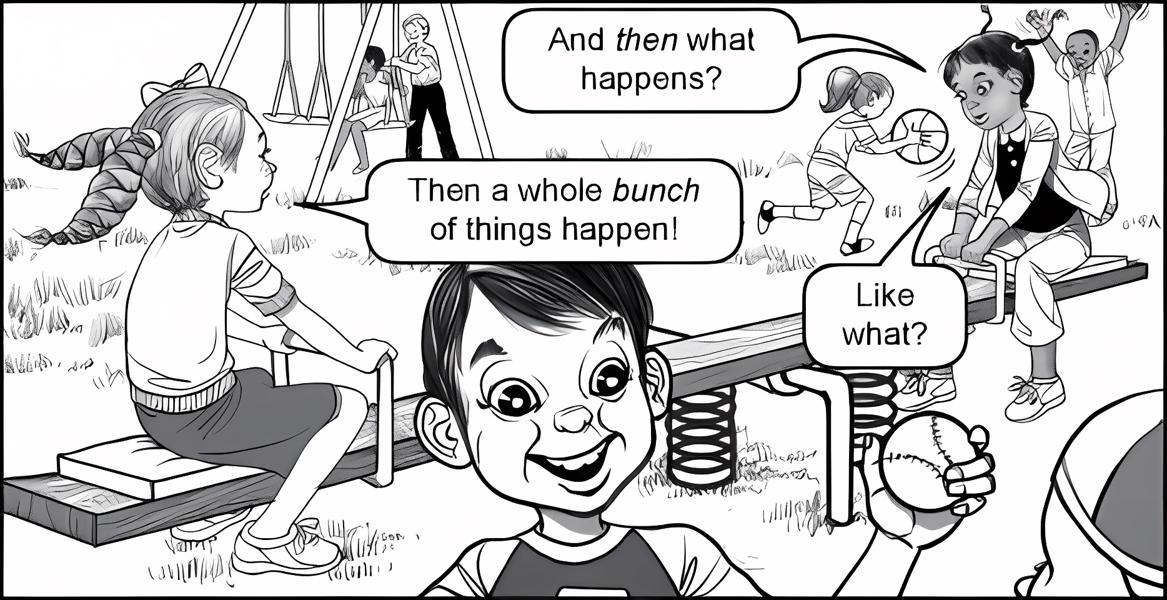 And then what
happens?
Then a whole bunch
of things happen!
Like
what?